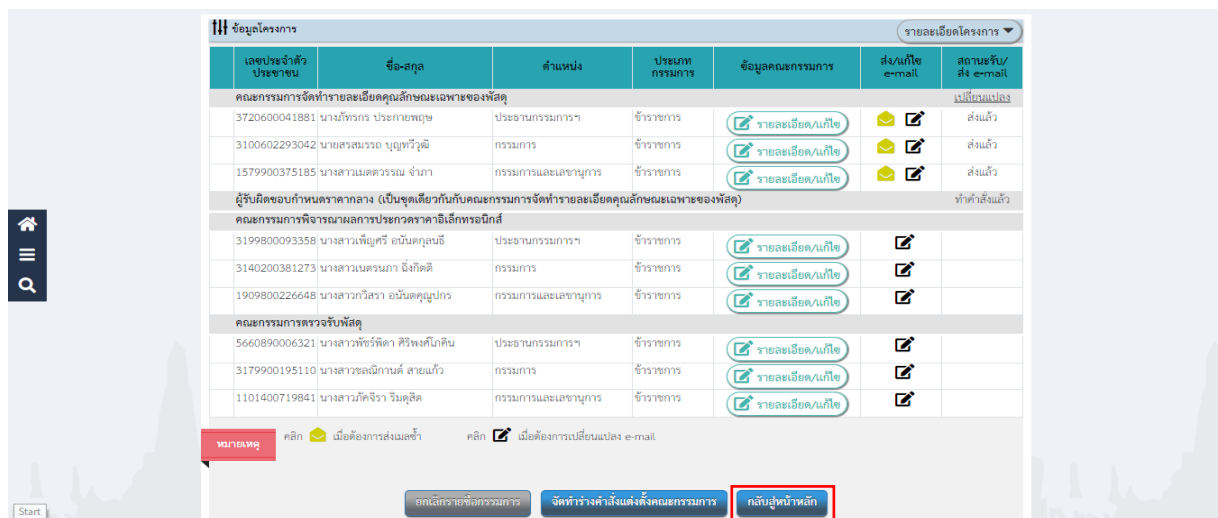 ข้อมูลโครงการ รายละเอียดโครงการ
เลขประจำตัวประชาชน ชื่อ-สกุล ตำแหน่ง ประเภทกรรมการ ข้อมูลคณะกรรมการ ส่ง/แก้ไข e-mail สถานะรับ/ส่ง e-mail
คณะกรรมการจัดทำรายละเอียดคุณลักษณะเฉพาะของพัสดุ เปลี่ยนแปลง
3720600041881 นางภัทรกร ประกายพฤษ ประธานกรรมการฯ ข้าราชการ รายละเอียด/แก้ไข ส่งแล้ว
3100602293042 นายสรสมรรถ บุญทวีวุฒิ กรรมการ ข้าราชการ รายละเอียด/แก้ไข ส่งแล้ว
1579900375185 นางสาวเมตตวรรณ จำภา กรรมการและเลขานุการ ข้าราชการ รายละเอียด/แก้ไข ส่งแล้ว
ผู้รับผิดชอบกำหนดราคากลาง (เป็นชุดเดียวกันกับคณะกรรมการจัดทำรายละเอียดคุณลักษณะเฉพาะของพัสดุ) ทำคำสั่งแล้ว
คณะกรรมการพิจารณาผลการประกวดราคาอิเล็กทรอนิกส์
3199800093358 นางสาวเพ็ญศรี อนันตกุลนธี ประธานกรรมการฯ ข้าราชการ รายละเอียด/แก้ไข
3140200381273 นางสาวเนตรนภา ฉิ่งกิตติ กรรมการ ข้าราชการ รายละเอียด/แก้ไข
1909800226648 นางสาวกวิสรา อนันตคุณูปกร กรรมการและเลขานุการ ข้าราชการ รายละเอียด/แก้ไข
คณะกรรมการตรวจรับพัสดุ
5660890006321 นางสาวพัชร์พิดา ศิริพงศ์โภคิน ประธานกรรมการฯ ข้าราชการ รายละเอียด/แก้ไข
3179900195110 นางสาวชลณิกานต์ สายแก้ว กรรมการ ข้าราชการ รายละเอียด/แก้ไข
1101400719841 นางสาวภัคจิรา ริมดุสิต กรรมการและเลขานุการ ข้าราชการ รายละเอียด/แก้ไข
หมายเหตุ คลิก เมื่อต้องการส่งเมลซ้ำ คลิก เมื่อต้องการเปลี่ยนแปลง e-mail
ยกเลิกรายชื่อกรรมการ จัดทำร่างคำสั่งแต่งตั้งคณะกรรมการ กลับสู่หน้าหลัก
Start